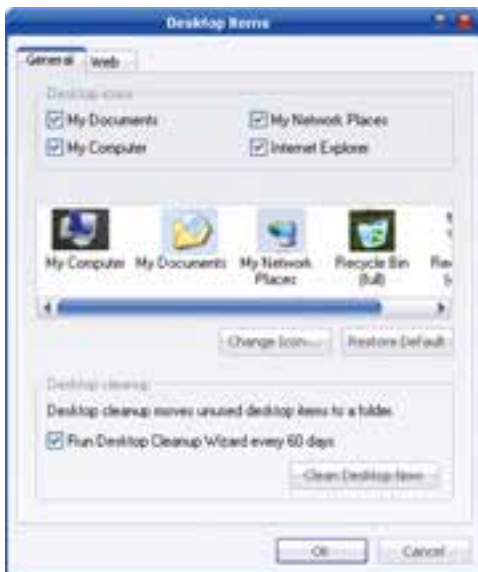 Desktop Items
General Web
Desktop icons
My Documents My Network Places
My Computer Internet Explorer
My Computer My Documents My Network Places Recycle Bin (full)
Change Icon... Restore Default
Desktop cleanup
Desktop cleanup moves unused desktop items to a folder.
Run Desktop Cleanup Wizard every 60 days
Clean Desktop Now
OK Cancel